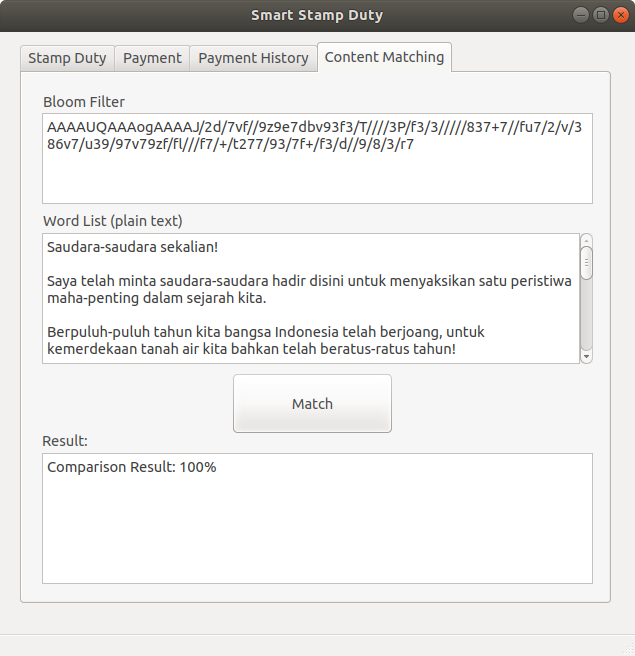 Smart Stamp Duty
Stamp Duty Payment Payment History Content Matching
Bloom Filter
AAAAUQAAAogAAAAJ/2d/7vf//9z9e7dbv93f3/T////3P/f3/3/////837+7//fu7/2/v/3
86v7/u39/97v79zf/fl///f7/+/t277/93/7f+/f3/d//9/8/3/r7
Word List (plain text)
Saudara-saudara sekalian!
Saya telah minta saudara-saudara hadir disini untuk menyaksikan satu peristiwa
maha-penting dalam sejarah kita.
Berpuluh-puluh tahun kita bangsa Indonesia telah berjoang, untuk
kemerdekaan tanah air kita bahkan telah beratus-ratus tahun!
Match
Result:
Comparison Result: 100%